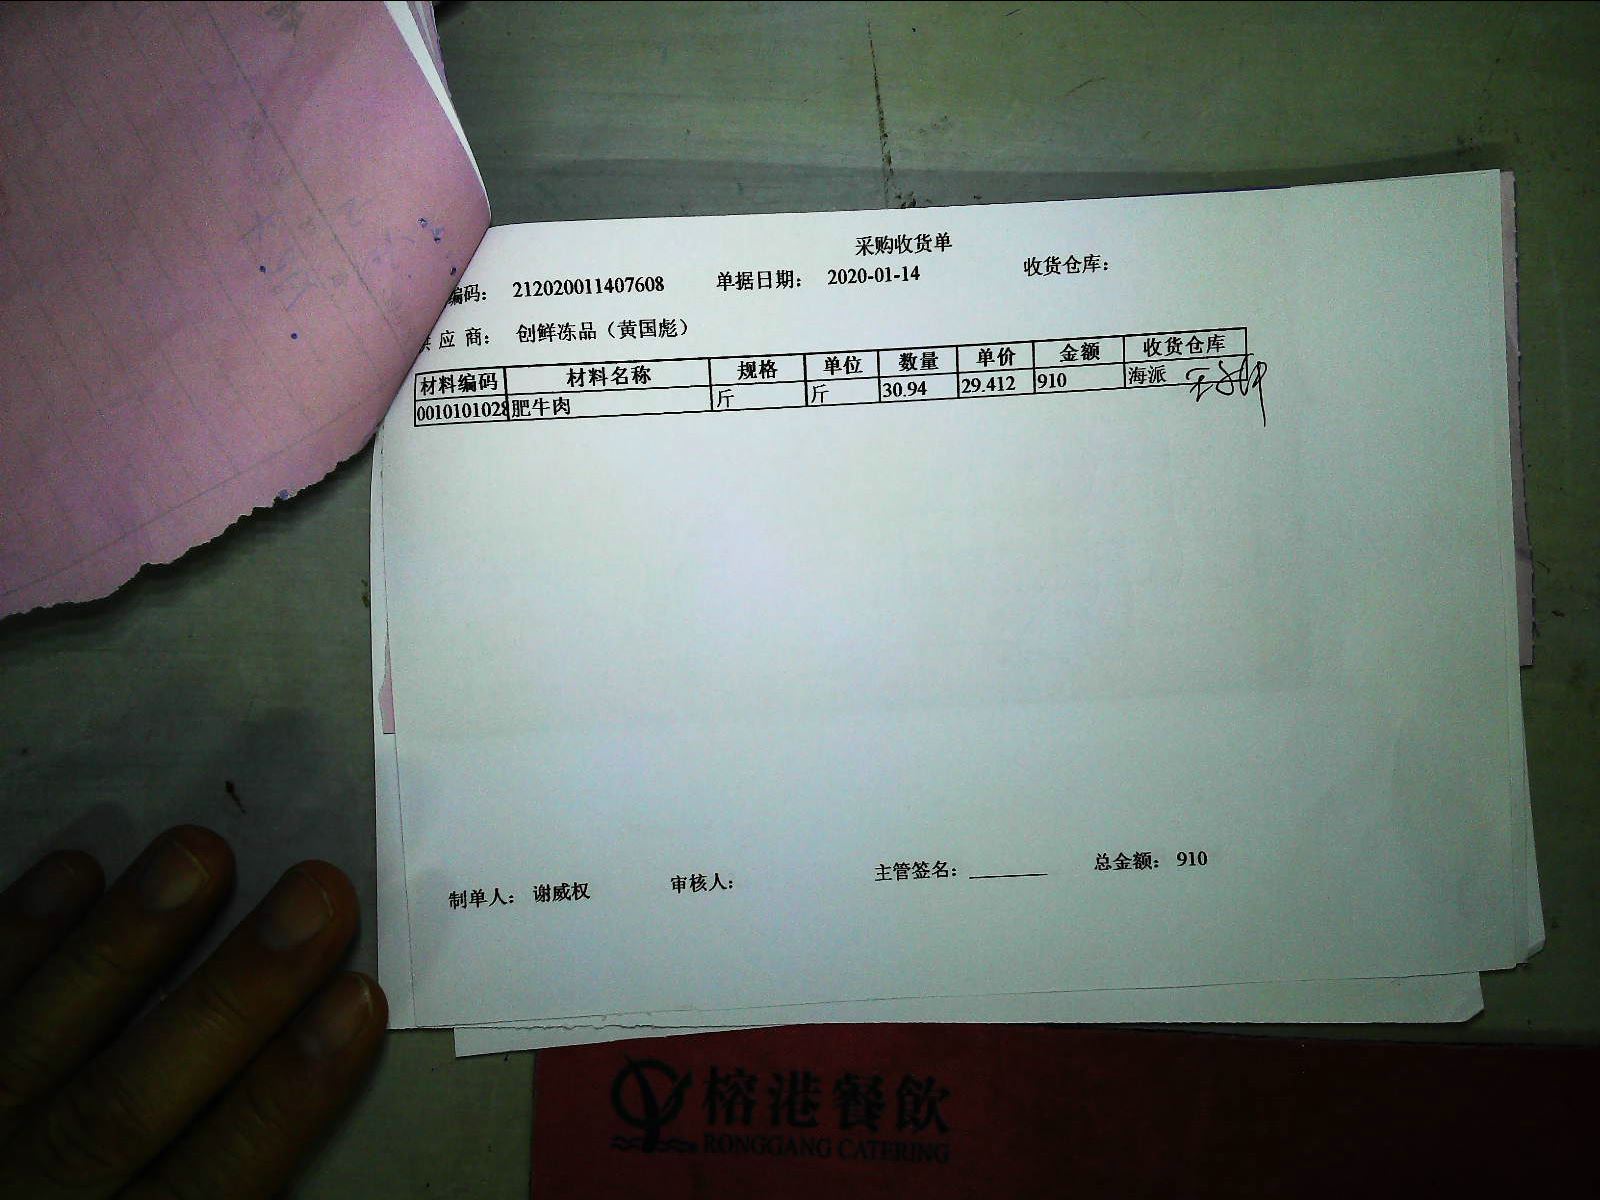 采购收货单
编码： 212020011407608 单据日期： 2020-01-14 收货仓库：
应 商： 创鲜冻品（黄国彪）
材料编码 材料名称 规格 单位 数量 单价 金额 收货仓库
0010101028 肥牛肉 斤 斤 30.94 29.412 910 海派
制单人： 谢威权 审核人： 主管签名： 总金额： 910
榕港餐飲
RONGGANG CATERING